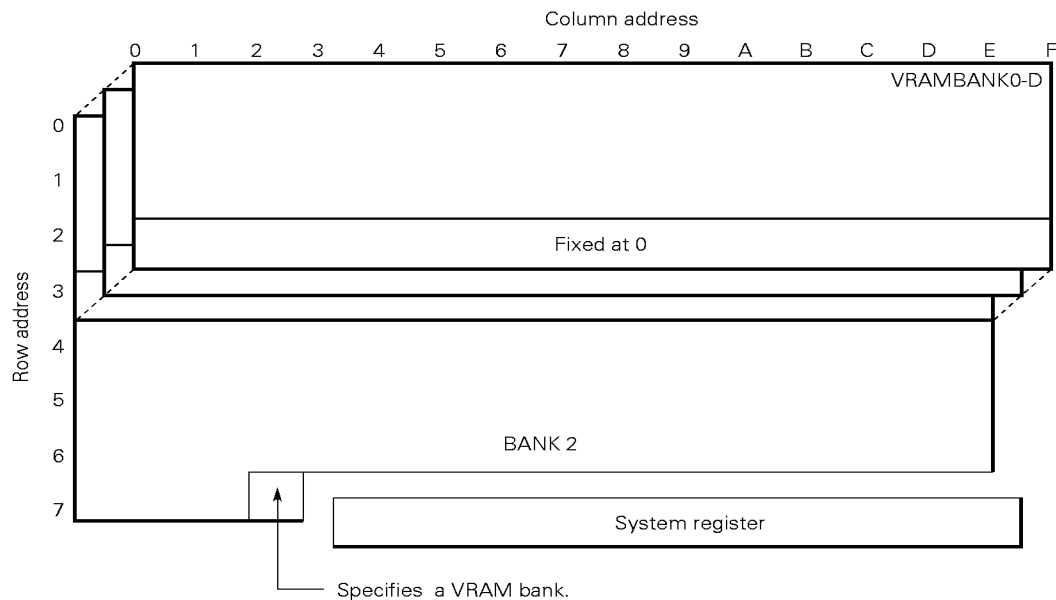 Column address
0 1 2 3 4 5 6 7 8 9 A B C D E F
VRAMBANK0-D
0
1
2
Fixed at 0
3
Row address
4
5
BANK 2
6
7
System register
Specifies a VRAM bank.